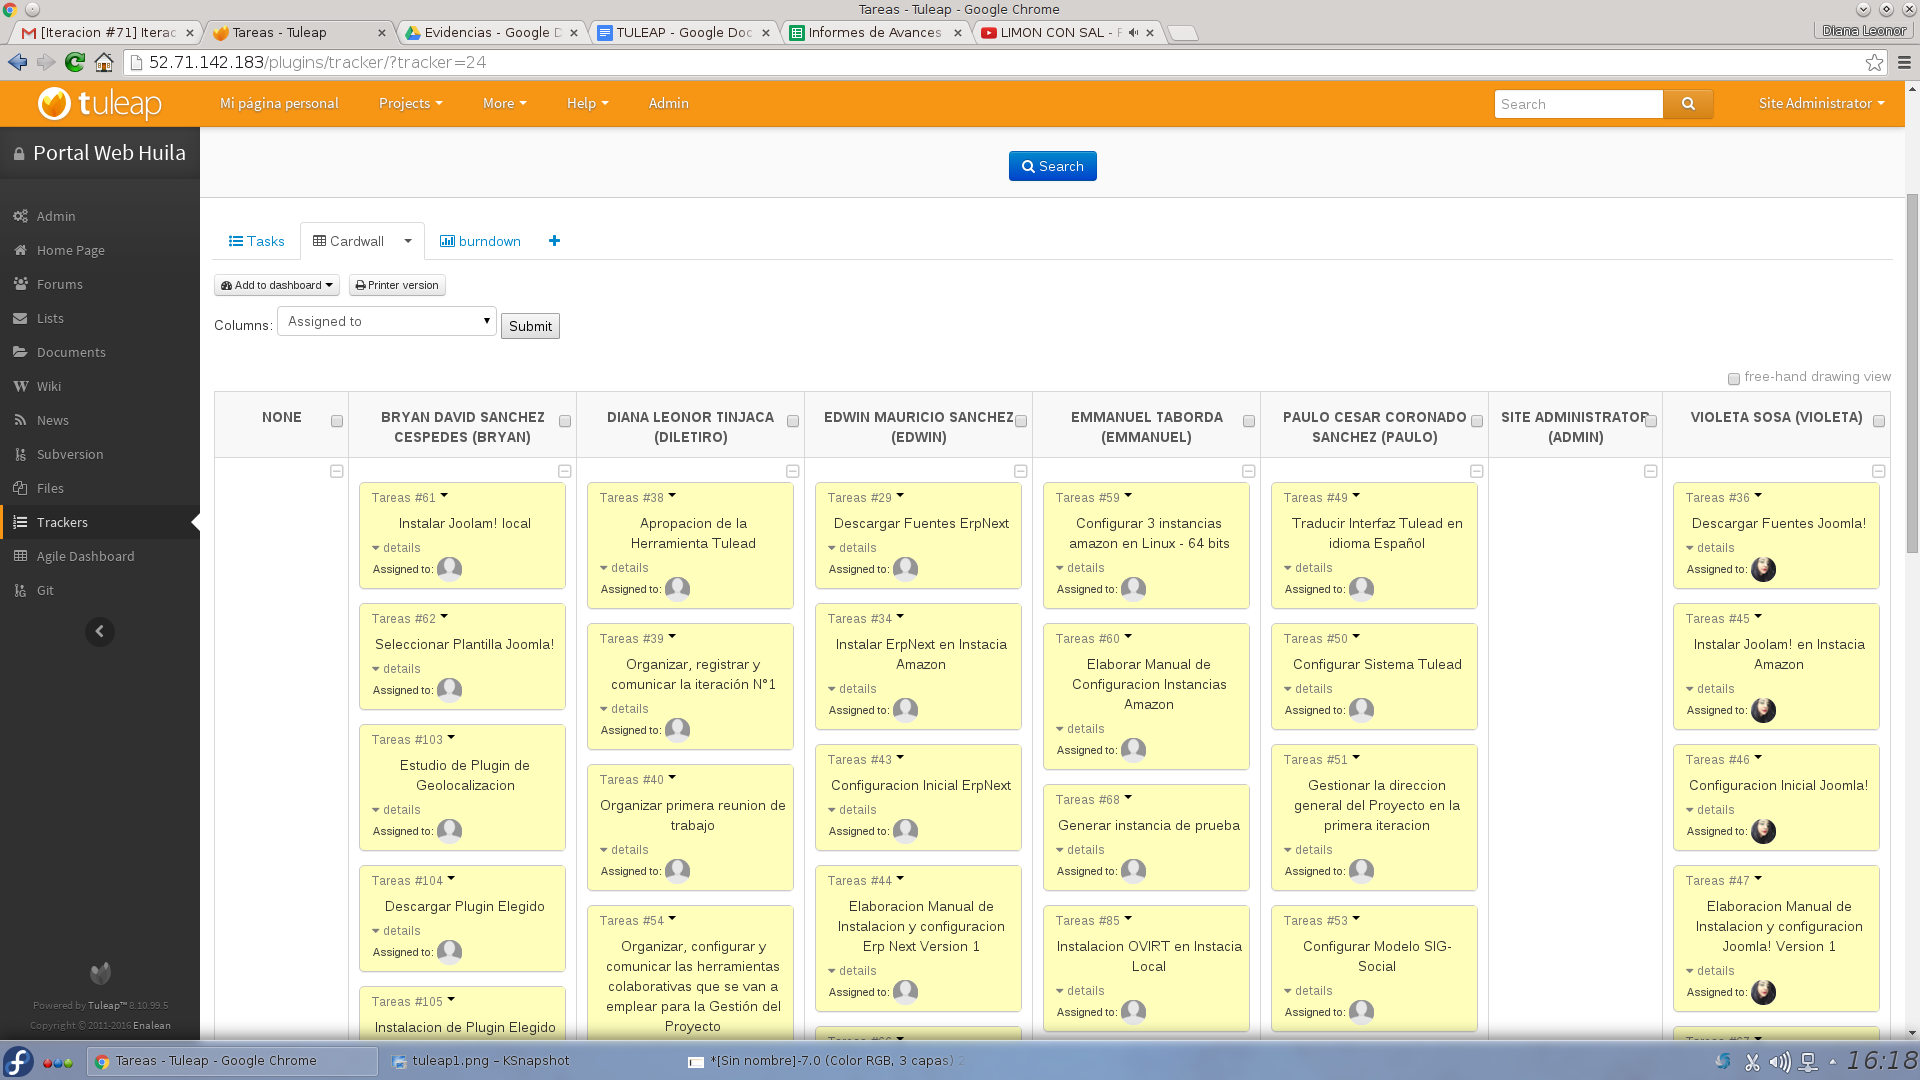 Tareas - Tuleap - Google Chrome
[Iteracion #71] Iterac
Tareas - Tuleap
Evidencias - Google D
TULEAP - Google Doc
Informes de Avances
LIMON CON SAL - F
Diana Leonor
52.71.142.183/plugins/tracker/?tracker=24
tuleap
Mi página personal
Projects
More
Help
Admin
Search
Site Administrator
Portal Web Huila
Admin
Home Page
Forums
Lists
Documents
Wiki
News
Subversion
Files
Trackers
Agile Dashboard
Git
Powered by Tuleap™ 8.10.99.5
Copyright © 2011-2016 Enalean
Search
Tasks
Cardwall
burndown
Add to dashboard
Printer version
Columns:
Assigned to
Submit
free-hand drawing view
NONE
BRYAN DAVID SANCHEZ
CESPEDES (BRYAN)
DIANA LEONOR TINJACA
(DILETIRO)
EDWIN MAURICIO SANCHEZ
(EDWIN)
EMMANUEL TABORDA
(EMMANUEL)
PAULO CESAR CORONADO
SANCHEZ (PAULO)
SITE ADMINISTRATOR
(ADMIN)
VIOLETA SOSA (VIOLETA)
Tareas #61
Instalar Joolam! local
details
Assigned to:
Tareas #62
Seleccionar Plantilla Joomla!
details
Assigned to:
Tareas #103
Estudio de Plugin de
Geolocalizacion
details
Assigned to:
Tareas #104
Descargar Plugin Elegido
details
Assigned to:
Tareas #105
Instalacion de Plugin Elegido
Tareas #38
Apropacion de la
Herramienta Tulead
details
Assigned to:
Tareas #39
Organizar, registrar y
comunicar la iteración N°1
details
Assigned to:
Tareas #40
Organizar primera reunion de
trabajo
details
Assigned to:
Tareas #54
Organizar, configurar y
comunicar las herramientas
colaborativas que se van a
emplear para la Gestión del
Proyecto
Tareas #29
Descargar Fuentes ErpNext
details
Assigned to:
Tareas #34
Instalar ErpNext en Instacia
Amazon
details
Assigned to:
Tareas #43
Configuracion Inicial ErpNext
details
Assigned to:
Tareas #44
Elaboracion Manual de
Instalacion y configuracion
Erp Next Version 1
details
Assigned to:
Tareas #59
Configurar 3 instancias
amazon en Linux - 64 bits
details
Assigned to:
Tareas #60
Elaborar Manual de
Configuracion Instancias
Amazon
details
Assigned to:
Tareas #68
Generar instancia de prueba
details
Assigned to:
Tareas #85
Instalacion OVIRT en Instacia
Local
details
Assigned to:
Tareas #49
Traducir Interfaz Tulead en
idioma Español
details
Assigned to:
Tareas #50
Configurar Sistema Tulead
details
Assigned to:
Tareas #51
Gestionar la direccion
general del Proyecto en la
primera iteracion
details
Assigned to:
Tareas #53
Configurar Modelo SIG-
Social
details
Assigned to:
Tareas #36
Descargar Fuentes Joomla!
details
Assigned to:
Tareas #45
Instalar Joolam! en Instacia
Amazon
details
Assigned to:
Tareas #46
Configuracion Inicial Joomla!
details
Assigned to:
Tareas #47
Elaboracion Manual de
Instalacion y configuracion
Joomla! Version 1
details
Assigned to:
Tareas - Tuleap - Google Chrome
tuleap1.png – KSnapshot
*[Sin nombre]-7.0 (Color RGB, 3 capas)
16:18